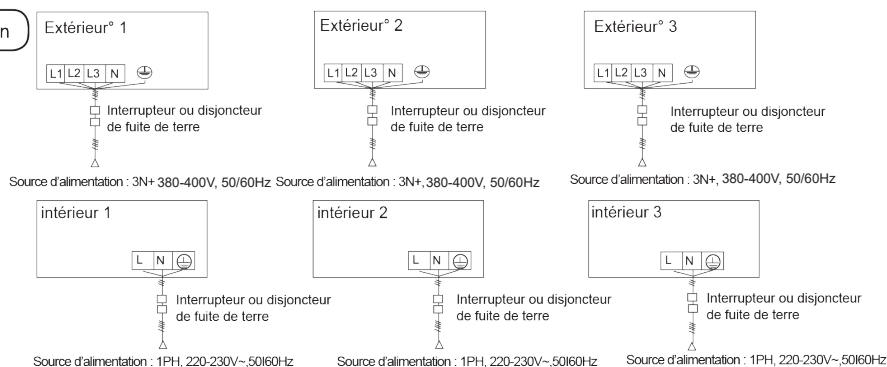 n
Extérieur° 1
L1 L2 L3 N
Interrupteur ou disjoncteur
de fuite de terre
Source d'alimentation : 3N+ 380-400V, 50/60Hz
Extérieur° 2
L1 L2 L3 N
Interrupteur ou disjoncteur
de fuite de terre
Source d'alimentation : 3N+, 380-400V, 50/60Hz
Extérieur° 3
L1 L2 L3 N
Interrupteur ou disjoncteur
de fuite de terre
Source d'alimentation : 3N+, 380-400V, 50/60Hz
intérieur 1
L N
Interrupteur ou disjoncteur
de fuite de terre
Source d'alimentation : 1PH, 220-230V~,50I60Hz
intérieur 2
L N
Interrupteur ou disjoncteur
de fuite de terre
Source d'alimentation : 1PH, 220-230V~,50I60Hz
intérieur 3
L N
Interrupteur ou disjoncteur
de fuite de terre
Source d'alimentation : 1PH, 220-230V~,50I60Hz